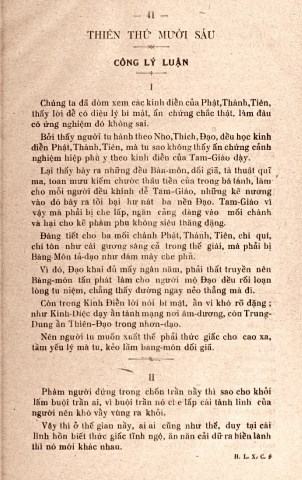 — 41 —
THIÊN THỨ MƯỜI SÁU
CÔNG LÝ LUẬN
I
Chúng ta đã dòm xem các kinh điển của Phật, Thánh, Tiên,
thấy lời dề có diệu lý bí mật, ấn chứng chắc thật, làm đâu
có ứng nghiệm đó không sai.
Bởi thấy người tu hành theo Nho, Thích, Đạo, đều học kinh
điển Phật, Thánh, Tiên, mà tu sao không thấy ấn chứng cảnh
nghiệm hiệp phù y theo kinh điển của Tam-Giáo dạy.
Lại thấy bày ra những đều Bàn-môn, dối giã, tà thuật quĩ
ma, toan mưu kiếm chước thâu tiền của trong bá tánh, làm
cho mỗi người đều khinh dể Tam-Giáo, những kẻ nương
vào đó bày ra tồi bại hư nát ba nền Đạo. Tam-Giáo vì
vậy mà phải bị che lấp, ngăn cảng đàng vào mối chánh
và hại cho kẻ phàm phu không siêu thăng đặng.
Đáng tiết cho ba mối chánh Phật, Thánh, Tiên, chí quí,
chí tôn như cái gương sáng cả trong thế giái, mà phải bị
Bàng Môn tả-đạo như đám mây che phủ.
Vì đó, Đạo khai đủ mấy ngàn năm, phải thất truyền nên
Bàng-môn tấn phát làm cho người mộ Đạo đều rối loạn
lòng tu niệm, chẳng thấy đường ngay nẻo thẳng mà đi.
Còn trong Kinh Điển lời nói bí mật, ẩn vi khó rõ đặng;
như Kinh-Diệc dạy ẩn tánh mạng nơi âm-dương, còn Trung-
Dung ẩn Thiên-Đạo trong nhơn-đạo.
Nên người tu muốn xuất thế phải thức giấc cho cao xa,
tầm yếu lý mà tu, kẻo lầm bang-môn dối giã.
II
Phàm người đứng trong chốn trần nầy thì sao cho khỏi
lấm buội trần ai, vì buội trần nó che lấp cái tánh linh của
người nên khó vẩy vùng ra khỏi.
Vậy thì ở thế gian nầy, ai ai cũng như thế, duy tại cái
linh hồn biết thức giấc tỉnh ngộ, ăn năn cải dữ ra hiền lành
thì nó mới khác nhau.
B. L. X. C.